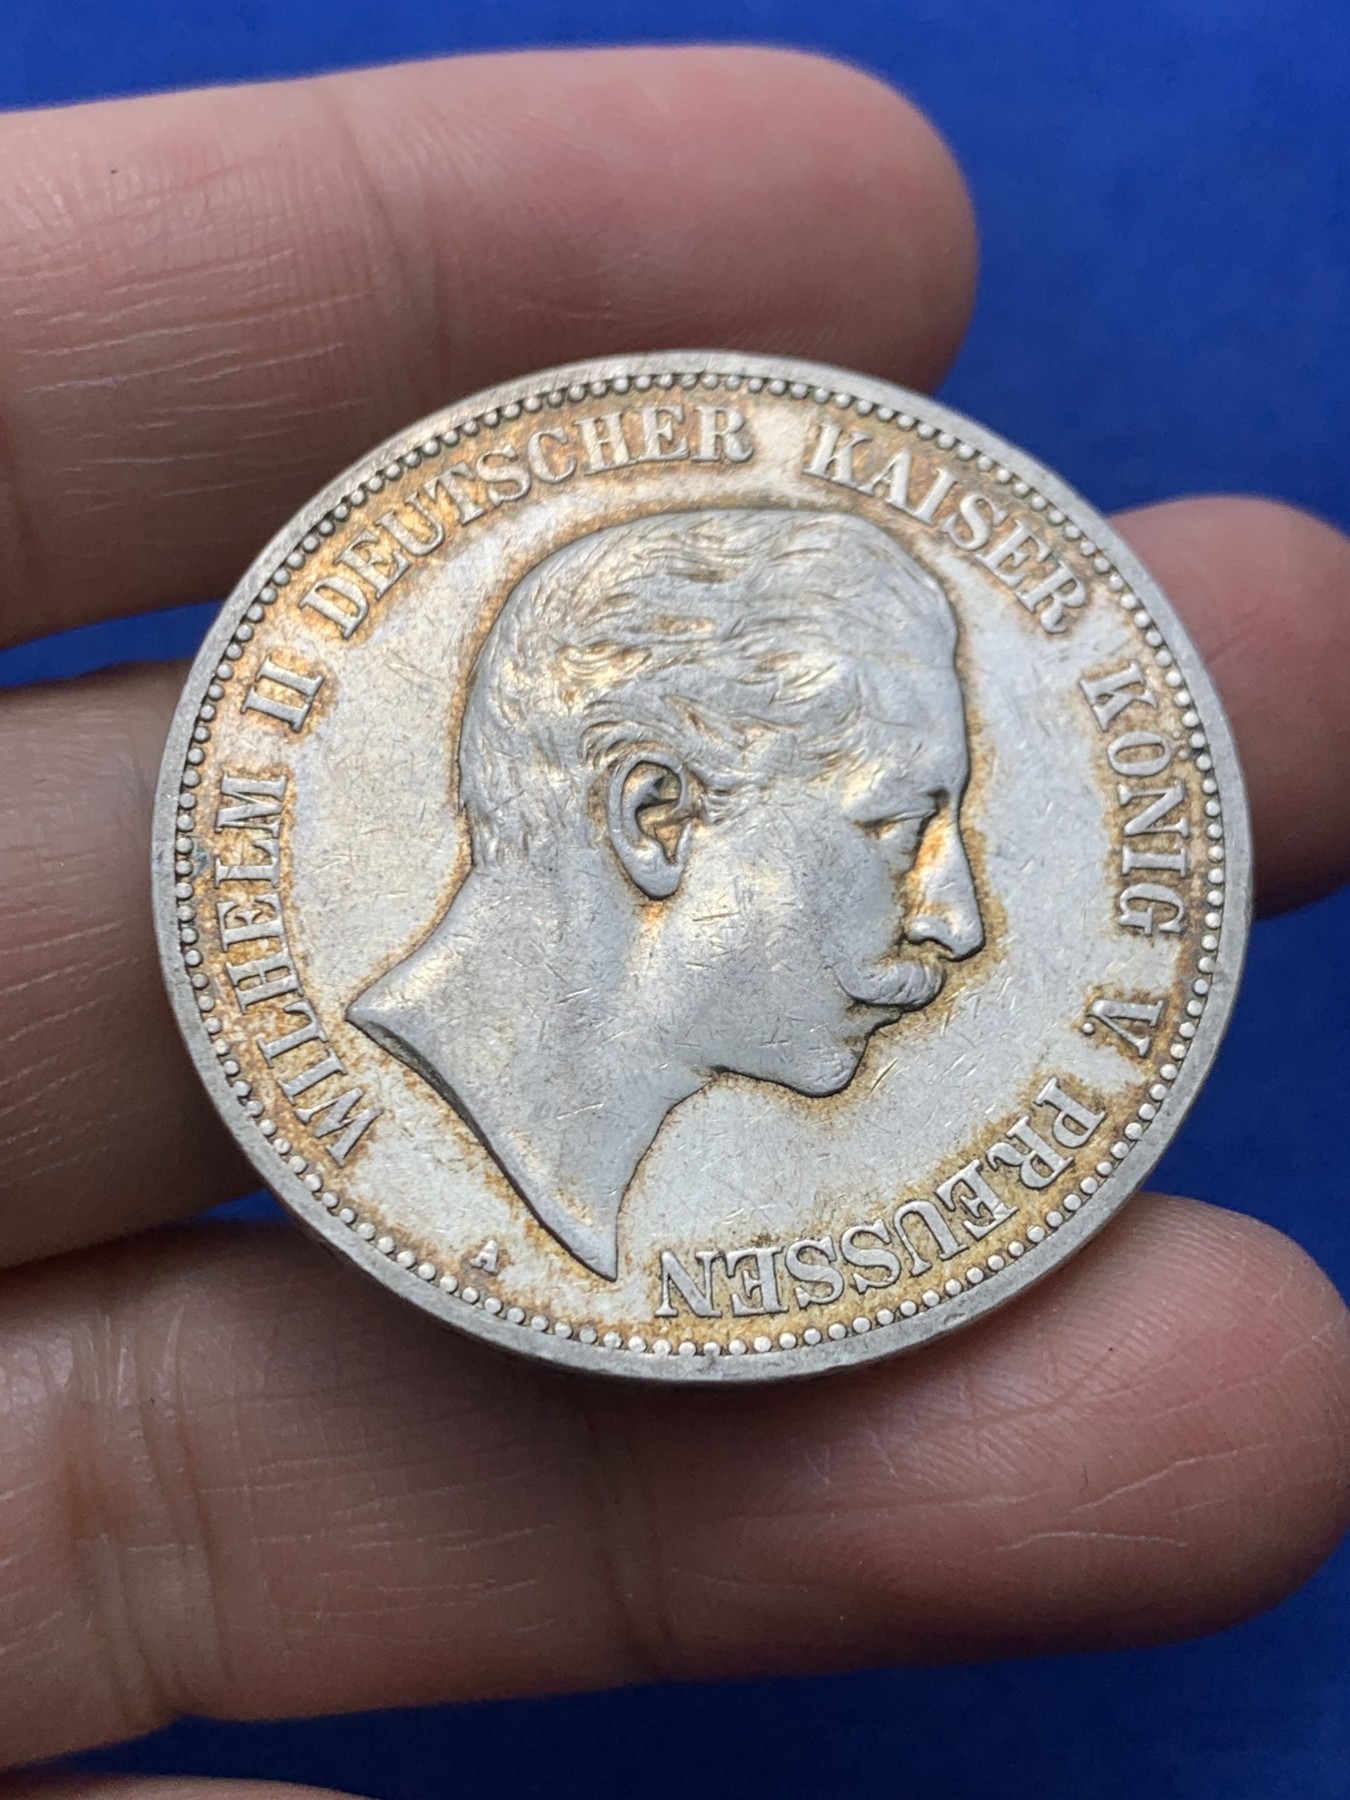 WILHELM II DEUTSCHER KAISER KÖNIG V. PREUSSEN
A